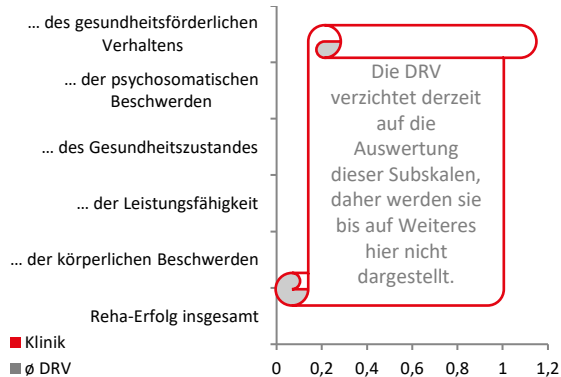 ... des gesundheitsförderlichen
Verhaltens
... der psychosomatischen
Beschwerden
... des Gesundheitszustandes
... der Leistungsfähigkeit
... der körperlichen Beschwerden
Reha-Erfolg insgesamt
Die DRV
verzichtet derzeit
auf die
Auswertung
dieser Subskalen,
daher werden sie
bis auf Weiteres
hier nicht
dargestellt.
Klinik
ø DRV
0 0,2 0,4 0,6 0,8 1 1,2